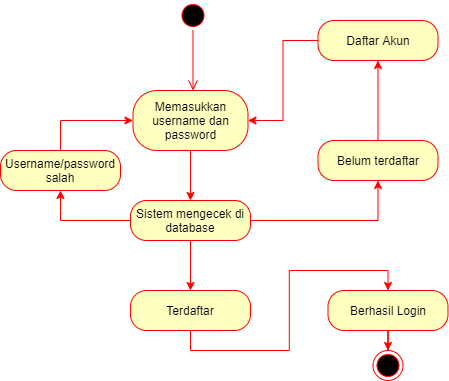 Daftar Akun
Memasukkan
username dan
password
Username/password
salah
Belum terdaftar
Sistem mengecek di
database
Terdaftar
Berhasil Login